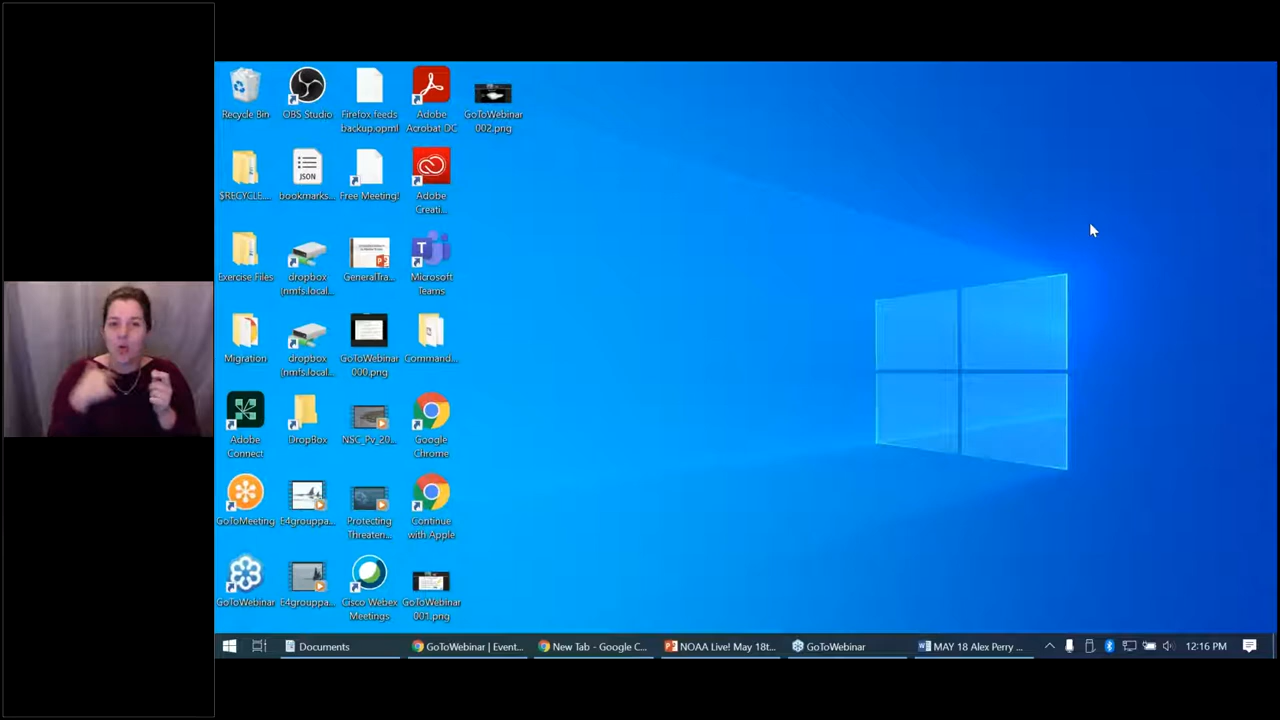 Recycle Bin
OBS Studio
Firefox feeds
backup.opml
Adobe
Acrobat DC
GoToWebinar
002.png
$RECYCLE....
JSON
bookmarks...
Free Meeting!
Adobe
Creati...
Exercise Files
dropbox
(nmfs.local...
GeneralTra...
T
Microsoft
Teams
Migration
dropbox
(nmfs.local...
GoToWebinar
000.png
Command...
Adobe
Connect
DropBox
NSC_Pv_20...
Google
Chrome
GoToMeeting
E4grouppa...
Protecting
Threaten...
Continue
with Apple
GoToWebinar
E4grouppa...
Cisco Webex
Meetings
GoToWebinar
001.png
Documents
GoToWebinar | Event...
New Tab - Google C...
NOAA Live! May 18t...
GoToWebinar
MAY 18 Alex Perry ...
12:16 PM